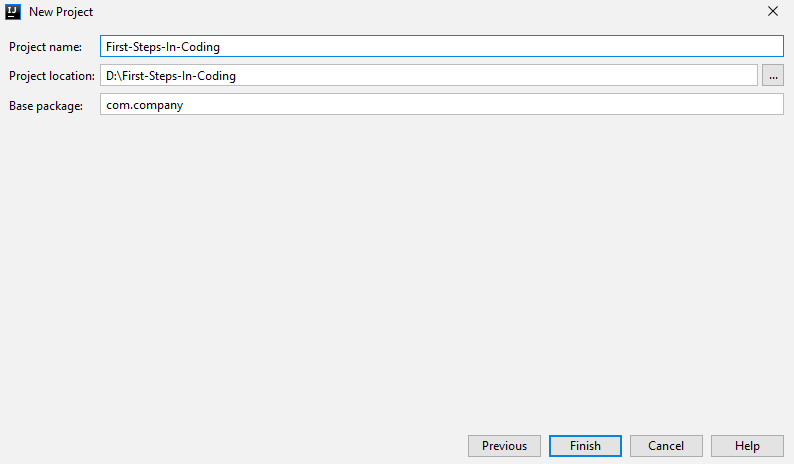 IJ New Project
Project name: First-Steps-In-Coding
Project location: D:\First-Steps-In-Coding ...
Base package: com.company
Previous Finish Cancel Help